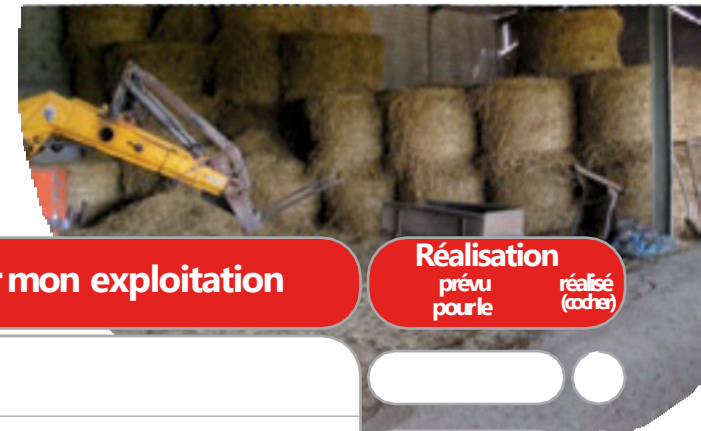 mon exploitation
Réalisation
prévu
pour le
réalisé
(cocher)